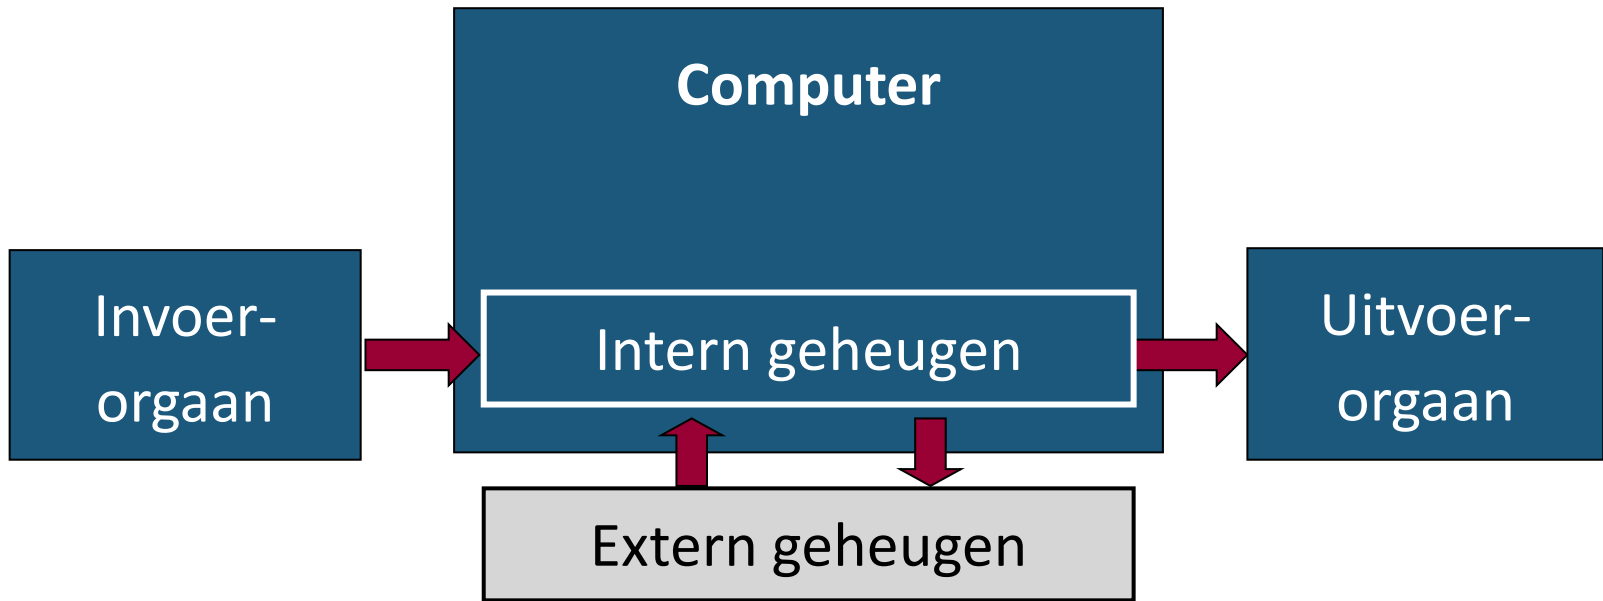 Computer
Invoer-
orgaan
Intern geheugen
Uitvoer-
orgaan
Extern geheugen